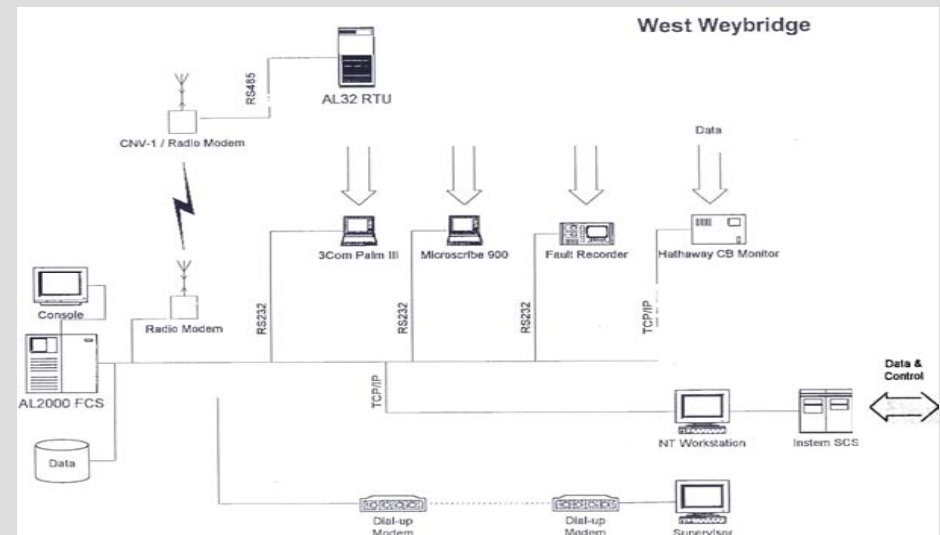 West Weybridge
RS485
AL32 RTU
CNV-1 / Radio Modem
Data
3Com Palm III
Microscribe 900
Fault Recorder
Hathaway CB Monitor
Console
Radio Modem
RS232
RS232
RS232
TCP/IP
AL2000 FCS
TCP/IP
Data &
Control
NT Workstation
Instem SCS
Data
Dial-up
Modem
Dial-up
Modem
Supervisor